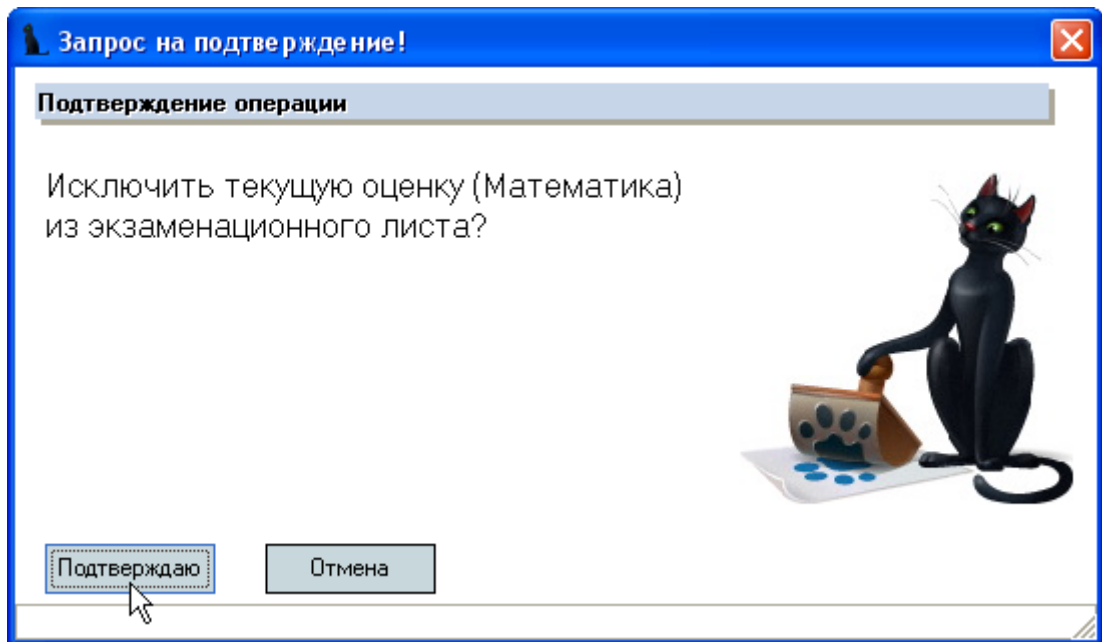 Запрос на подтверждение!
Подтверждение операции
Исключить текущую оценку (Математика)
из экзаменационного листа?
Подтверждаю
Отмена